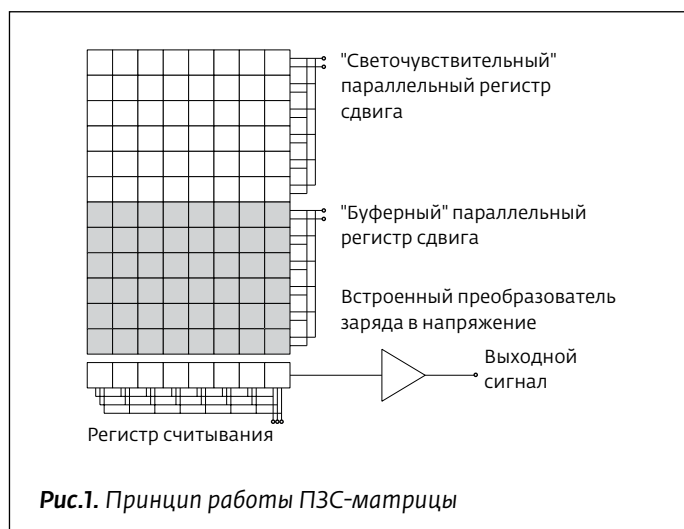 "Светочувствительный"
параллельный регистр
сдвига
"Буферный" параллельный
регистр сдвига
Встроенный преобразователь
заряда в напряжение
Выходной
сигнал
Регистр считывания
Рис.1. Принцип работы ПЗС-матрицы